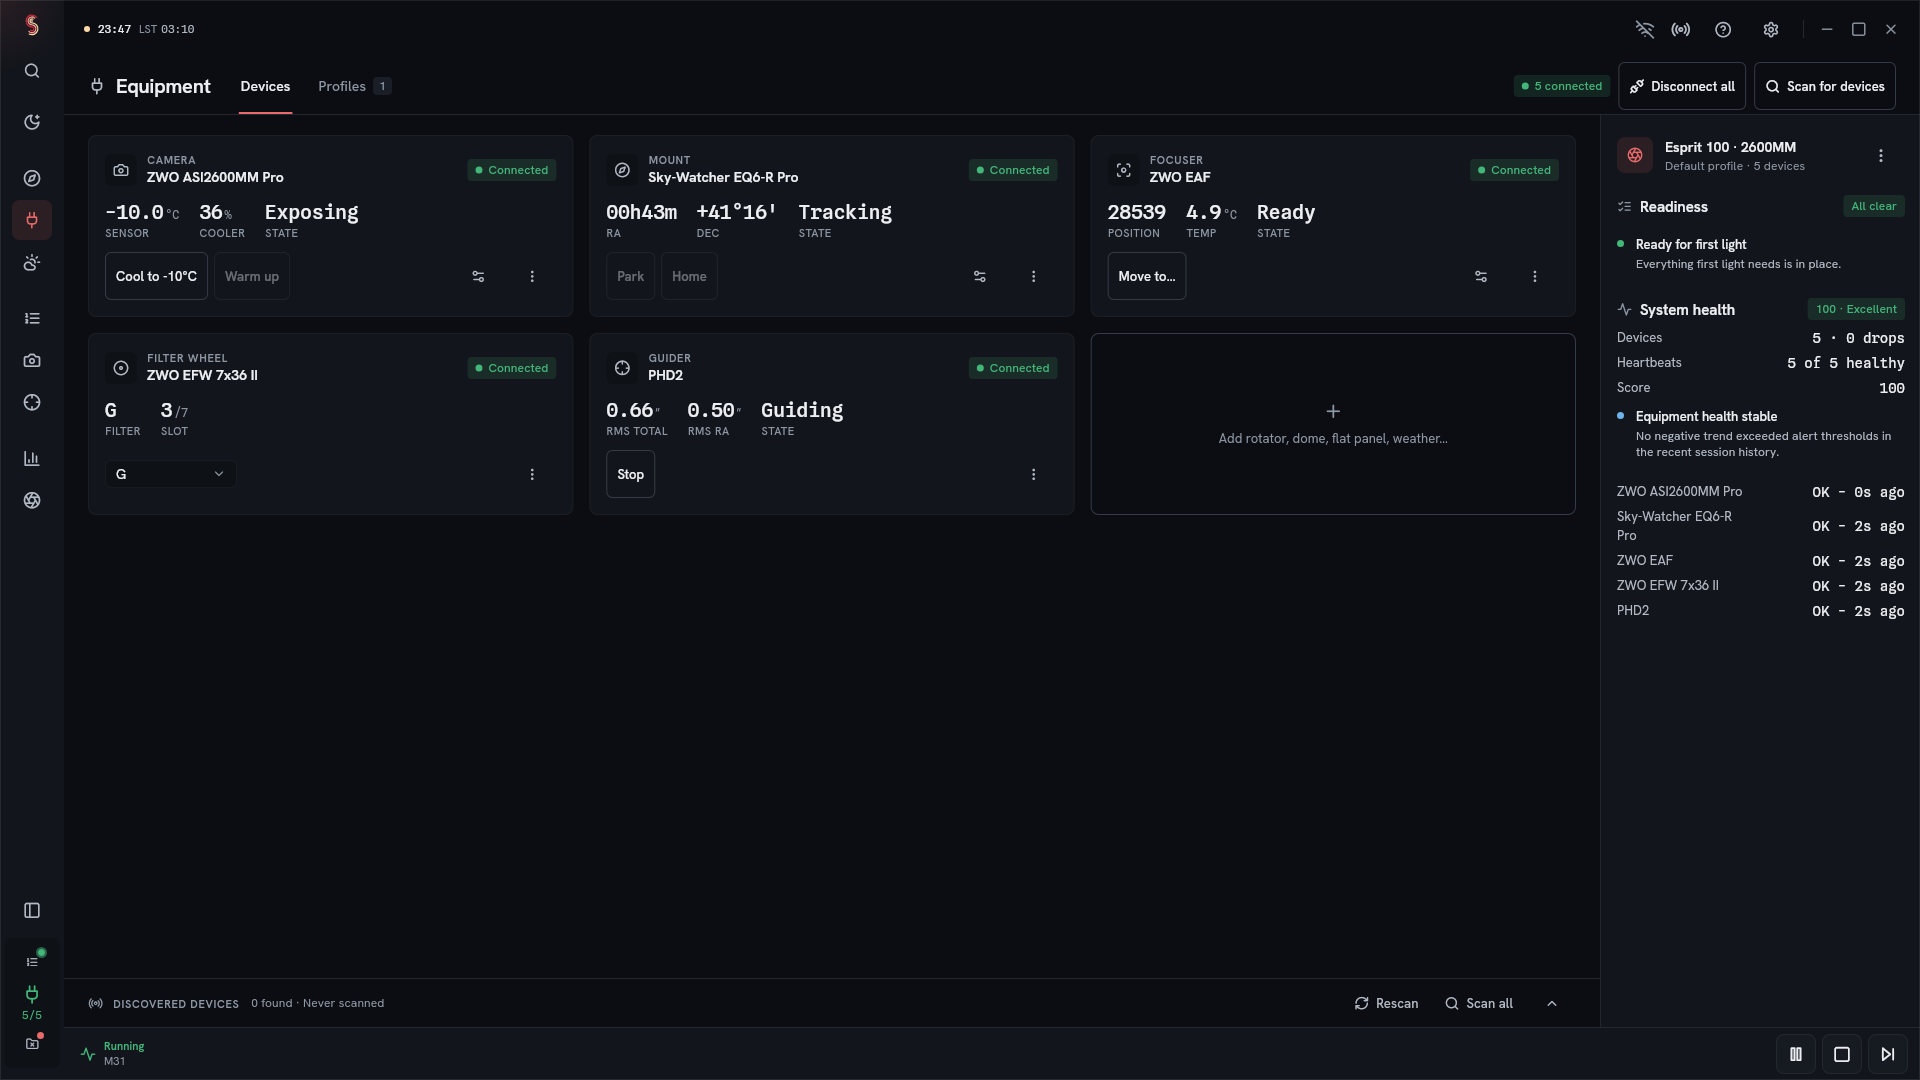 23:47 LST 03:10
Equipment
Devices
Profiles 1
5 connected
Disconnect all
Scan for devices
CAMERA
ZWO ASI2600MM Pro
Connected
-10.0°C 36% Exposing
SENSOR COOLER STATE
Cool to -10°C
Warm up
MOUNT
Sky-Watcher EQ6-R Pro
Connected
00h43m +41°16' Tracking
RA DEC STATE
Park
Home
FOCUSER
ZWO EAF
Connected
28539 4.9°C Ready
POSITION TEMP STATE
Move to...
FILTER WHEEL
ZWO EFW 7x36 II
Connected
G 3/7
FILTER SLOT
G
GUIDER
PHD2
Connected
0.66″ 0.50″ Guiding
RMS TOTAL RMS RA STATE
Stop
Add rotator, dome, flat panel, weather...
Esprit 100 · 2600MM
Default profile · 5 devices
Readiness
All clear
Ready for first light
Everything first light needs is in place.
System health
100 · Excellent
Devices 5 · 0 drops
Heartbeats 5 of 5 healthy
Score 100
Equipment health stable
No negative trend exceeded alert thresholds in
the recent session history.
ZWO ASI2600MM Pro OK - 0s ago
Sky-Watcher EQ6-R
Pro OK - 2s ago
ZWO EAF OK - 2s ago
ZWO EFW 7x36 II OK - 2s ago
PHD2 OK - 2s ago
5/5
DISCOVERED DEVICES 0 found · Never scanned
Rescan
Scan all
Running
M31